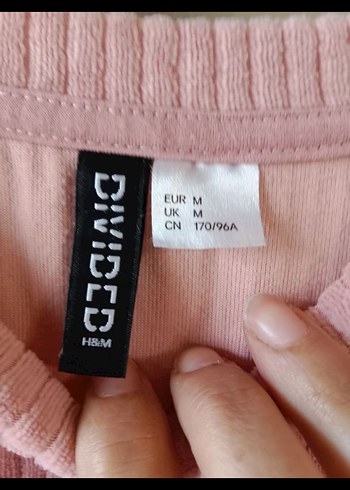 DIVIDED
H&M
EUR M
UK M
CN 170/96A